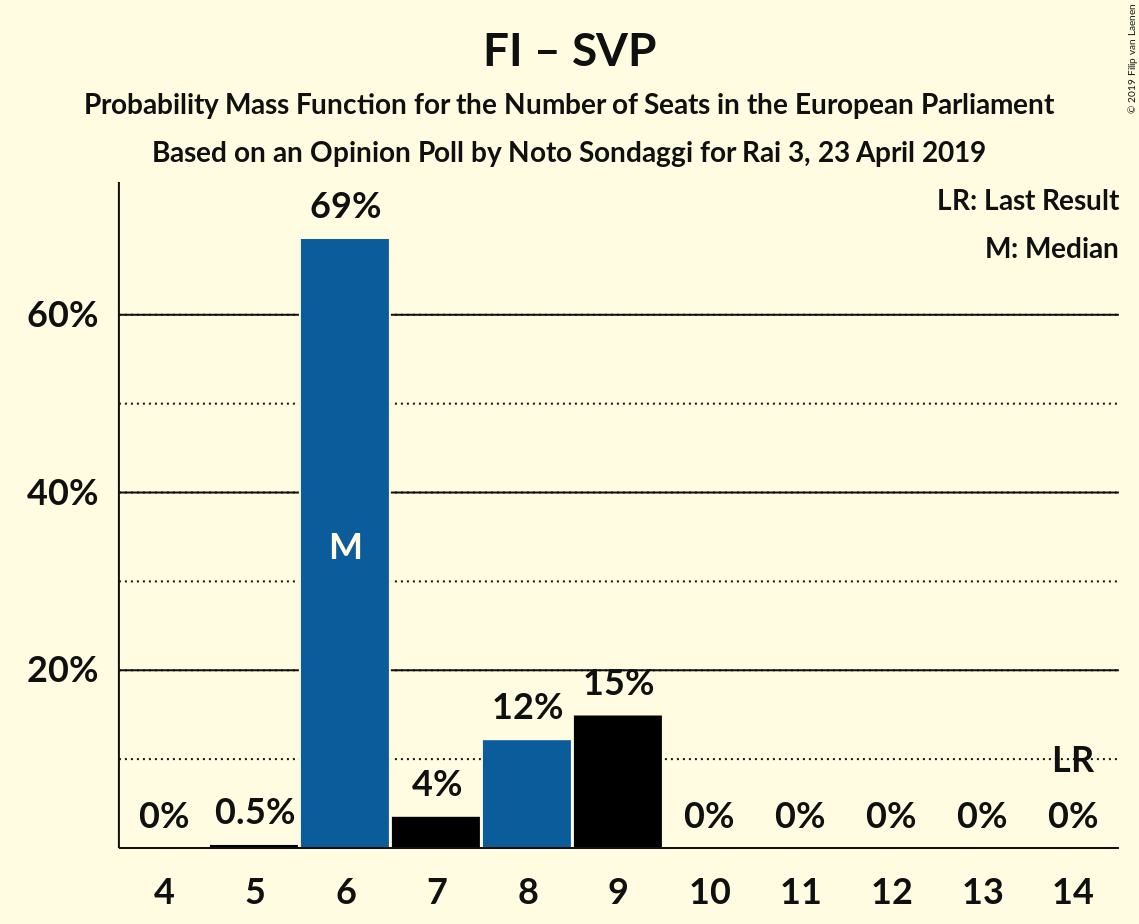 FI – SVP
Probability Mass Function for the Number of Seats in the European Parliament
Based on an Opinion Poll by Noto Sondaggi for Rai 3, 23 April 2019
© 2019 Filip van Laenen
LR: Last Result
M: Median
69%
60%
40%
M
20%
15%
12%
LR
4%
0% 0.5% 0% 0% 0% 0% 0%
4 5 6 7 8 9 10 11 12 13 14